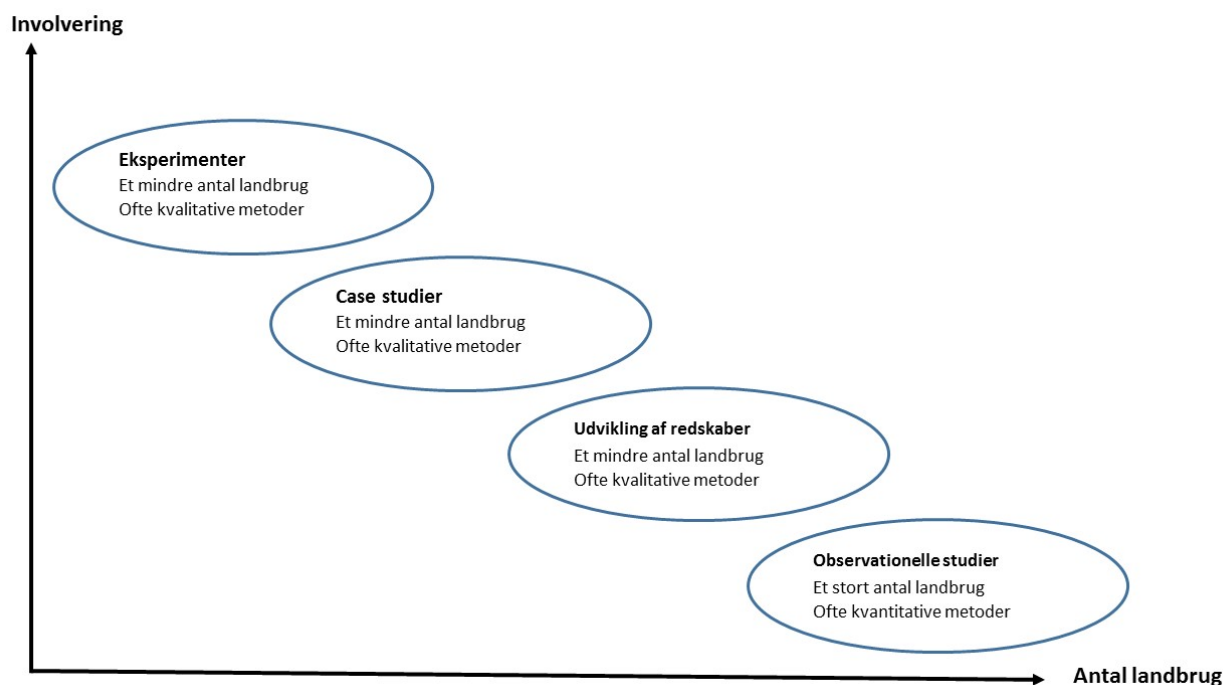 Involvering
Eksperimenter
Et mindre antal landbrug
Ofte kvalitative metoder
Case studier
Et mindre antal landbrug
Ofte kvalitative metoder
Udvikling af redskaber
Et mindre antal landbrug
Ofte kvalitative metoder
Observationelle studier
Et stort antal landbrug
Ofte kvantitative metoder
Antal landbrug